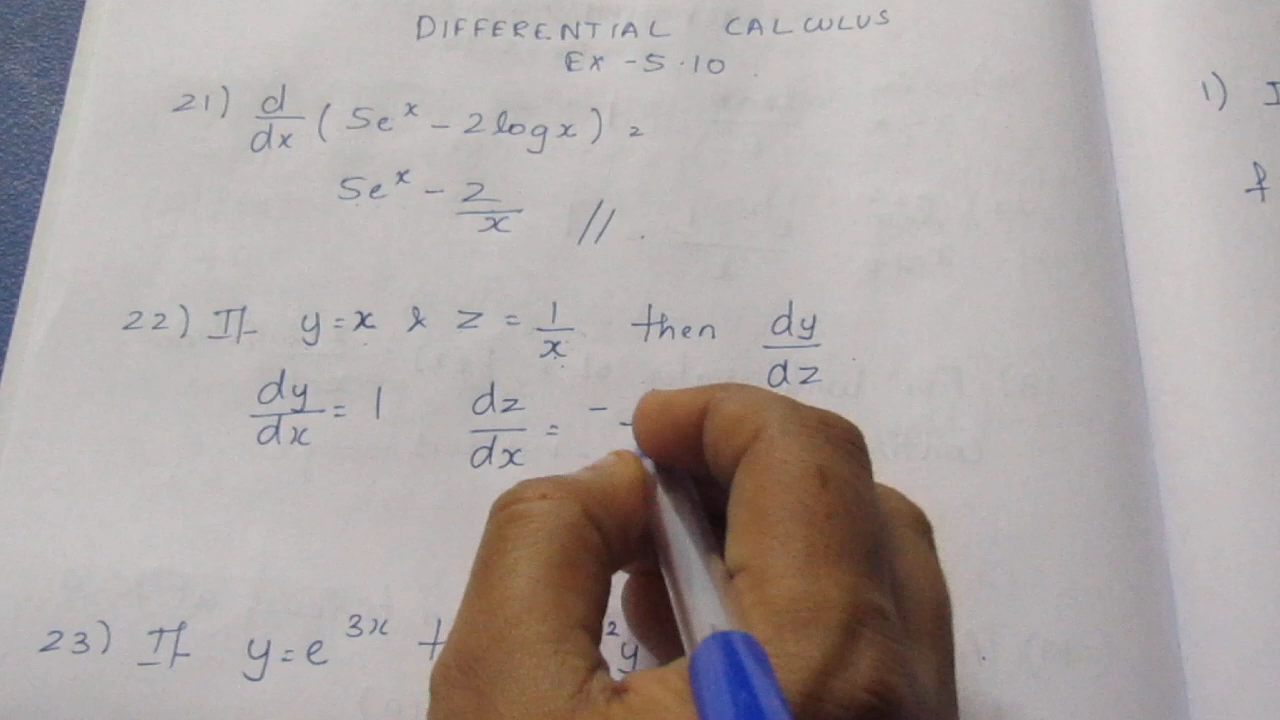 DIFFERENTIAL CALCULUS
EX - 5.10
21) d/dx (5e^x - 2 log x) =
5e^x - 2/x //.
22) If y = x & z = 1/x then dy/dz
dy/dx = 1 dz/dx = -
23) If y = e^3x
1)